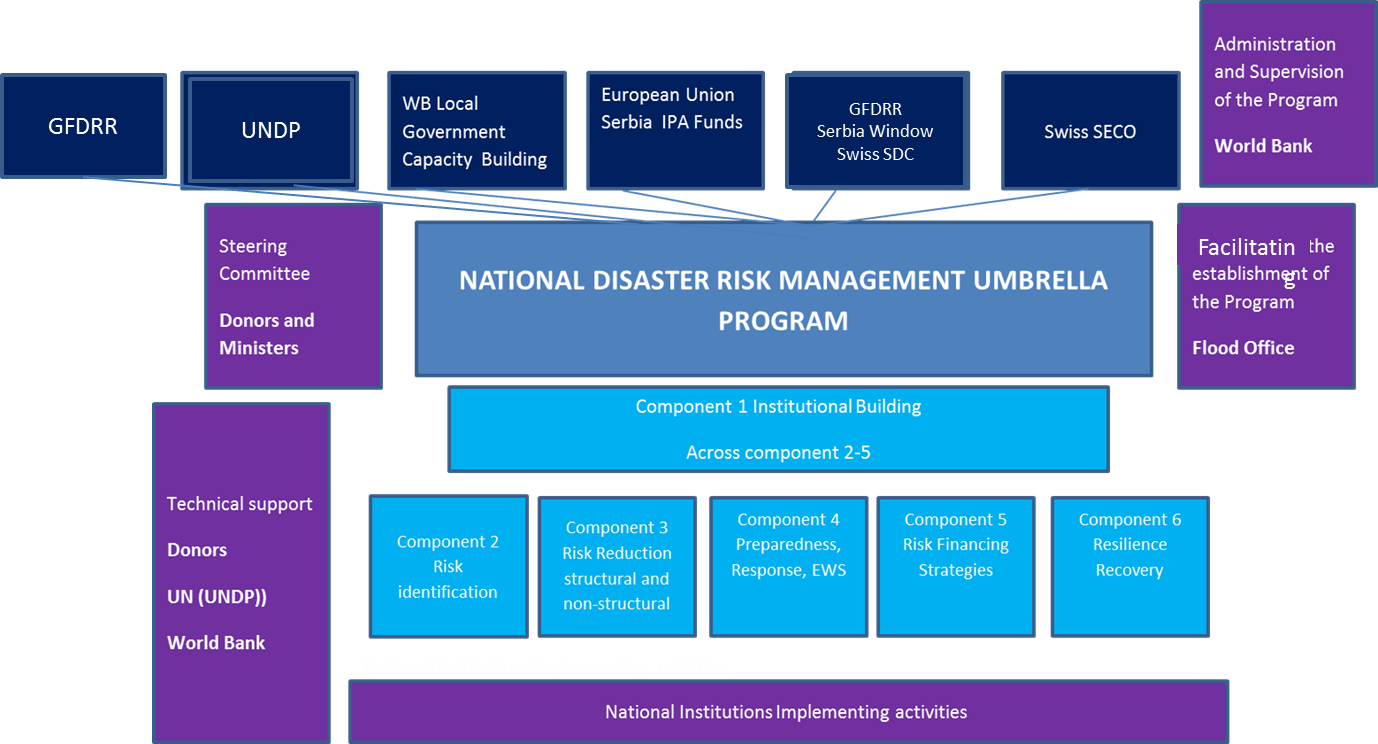 GFDRR
UNDP
WB Local
Government
Capacity Building
European Union
Serbia IPA Funds
GFDRR
Serbia Window
Swiss SDC
Swiss SECO
Administration
and Supervision
of the Program
World Bank
Steering
Committee
Donors and
Ministers
NATIONAL DISASTER RISK MANAGEMENT UMBRELLA
PROGRAM
Facilitatin the
g
establishment of
the Program
Flood Office
Component 1 Institutional Building
Across component 2-5
Technical support
Donors
UN (UNDP))
World Bank
Component 2
Risk
identification
Component 3
Risk Reduction
structural and
non-structural
Component 4
Preparedness,
Response, EWS
Component 5
Risk Financing
Strategies
Component 6
Resilience
Recovery
National Institutions Implementing activities